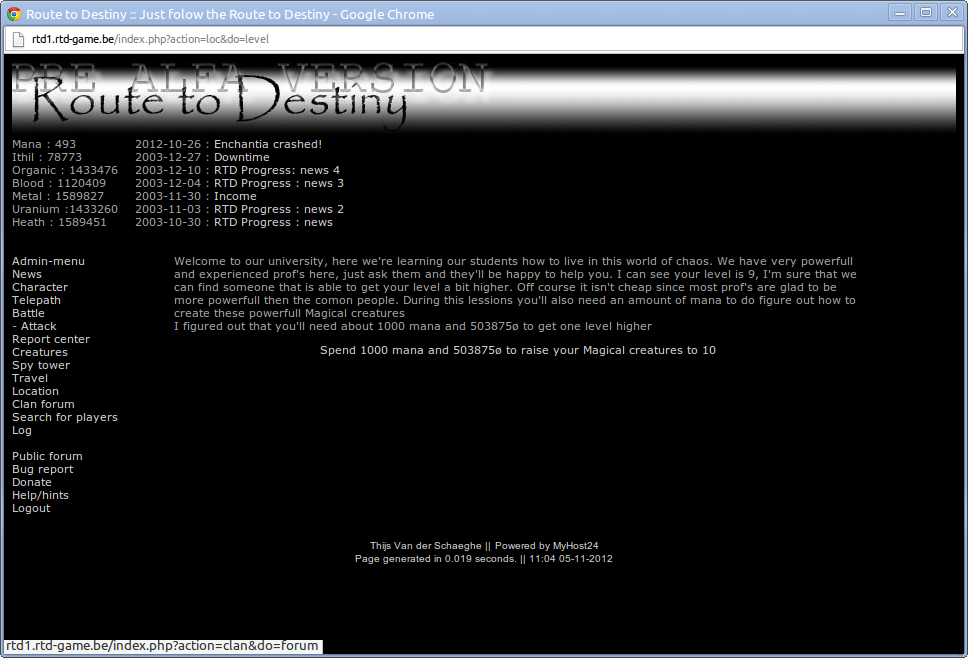 Route to Destiny :: Just folow the Route to Destiny - Google Chrome
rtd1.rtd-game.be/index.php?action=loc&do=level
PRE ALFA VERSION
Route to Destiny
Mana : 493
Ithil : 78773
Organic : 1433476
Blood : 1120409
Metal : 1589827
Uranium :1433260
Heath : 1589451
2012-10-26 : Enchantia crashed!
2003-12-27 : Downtime
2003-12-10 : RTD Progress: news 4
2003-12-04 : RTD Progress : news 3
2003-11-30 : Income
2003-11-03 : RTD Progress : news 2
2003-10-30 : RTD Progress : news
Admin-menu
News
Character
Telepath
Battle
- Attack
Report center
Creatures
Spy tower
Travel
Location
Clan forum
Search for players
Log
Public forum
Bug report
Donate
Help/hints
Logout
Welcome to our university, here we're learning our students how to live in this world of chaos. We have very powerfull
and experienced prof's here, just ask them and they'll be happy to help you. I can see your level is 9, I'm sure that we
can find someone that is able to get your level a bit higher. Off course it isn't cheap since most prof's are glad to be
more powerfull then the comon people. During this lessions you'll also need an amount of mana to do figure out how to
create these powerfull Magical creatures
I figured out that you'll need about 1000 mana and 503875ø to get one level higher
Spend 1000 mana and 503875ø to raise your Magical creatures to 10
Thijs Van der Schaeghe || Powered by MyHost24
Page generated in 0.019 seconds. || 11:04 05-11-2012
rtd1.rtd-game.be/index.php?action=clan&do=forum